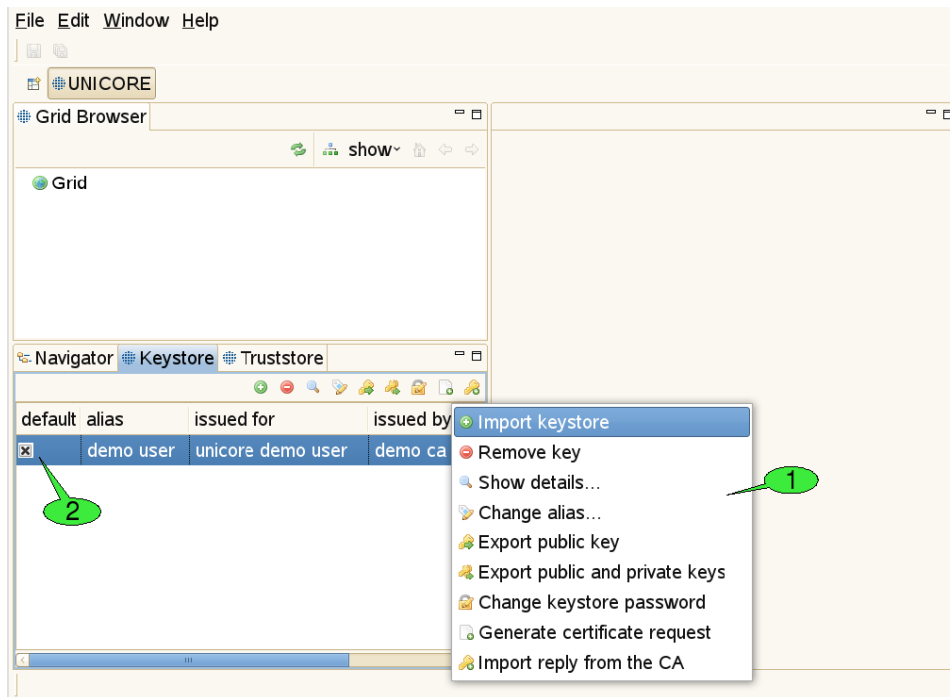 File Edit Window Help
UNICORE
Grid Browser
show
Grid
Navigator Keystore Truststore
default alias issued for issued by
demo user unicore demo user demo ca
Import keystore
Remove key
Show details...
Change alias...
Export public key
Export public and private keys
Change keystore password
Generate certificate request
Import reply from the CA
1
2